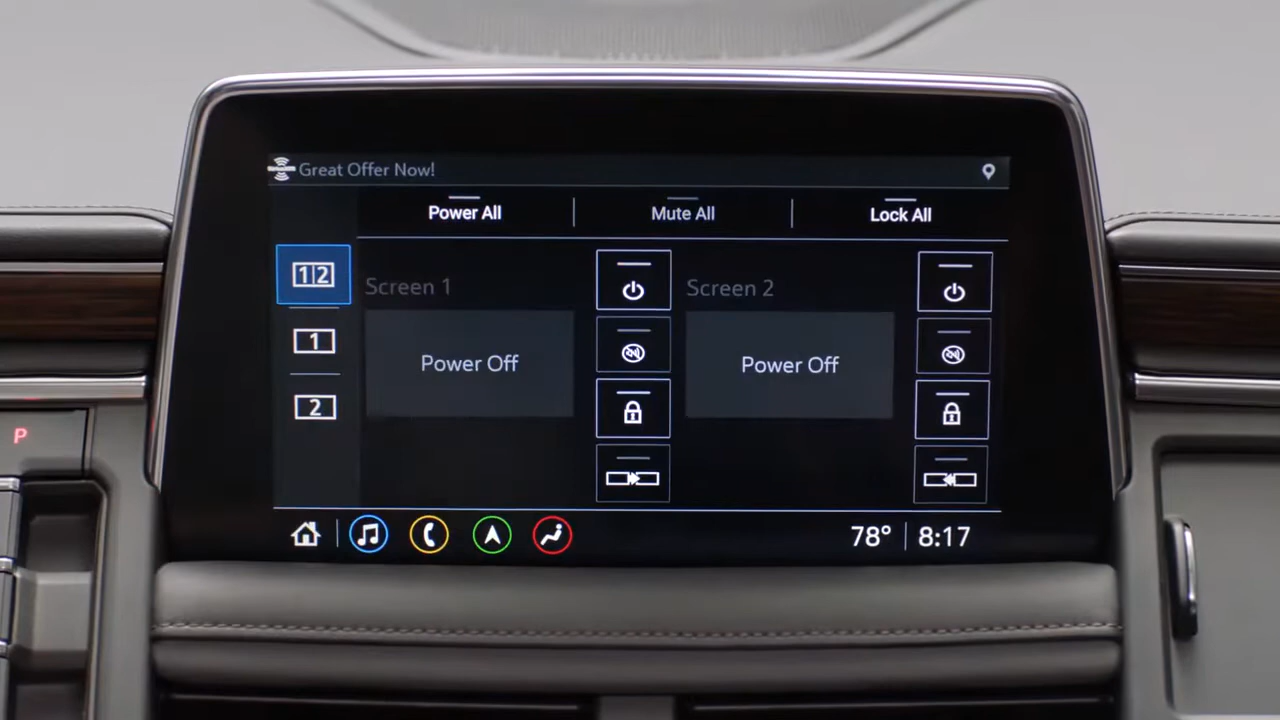 Great Offer Now!
Power All
Mute All
Lock All
1|2
Screen 1
Screen 2
1
Power Off
Power Off
2
P
78°
8:17